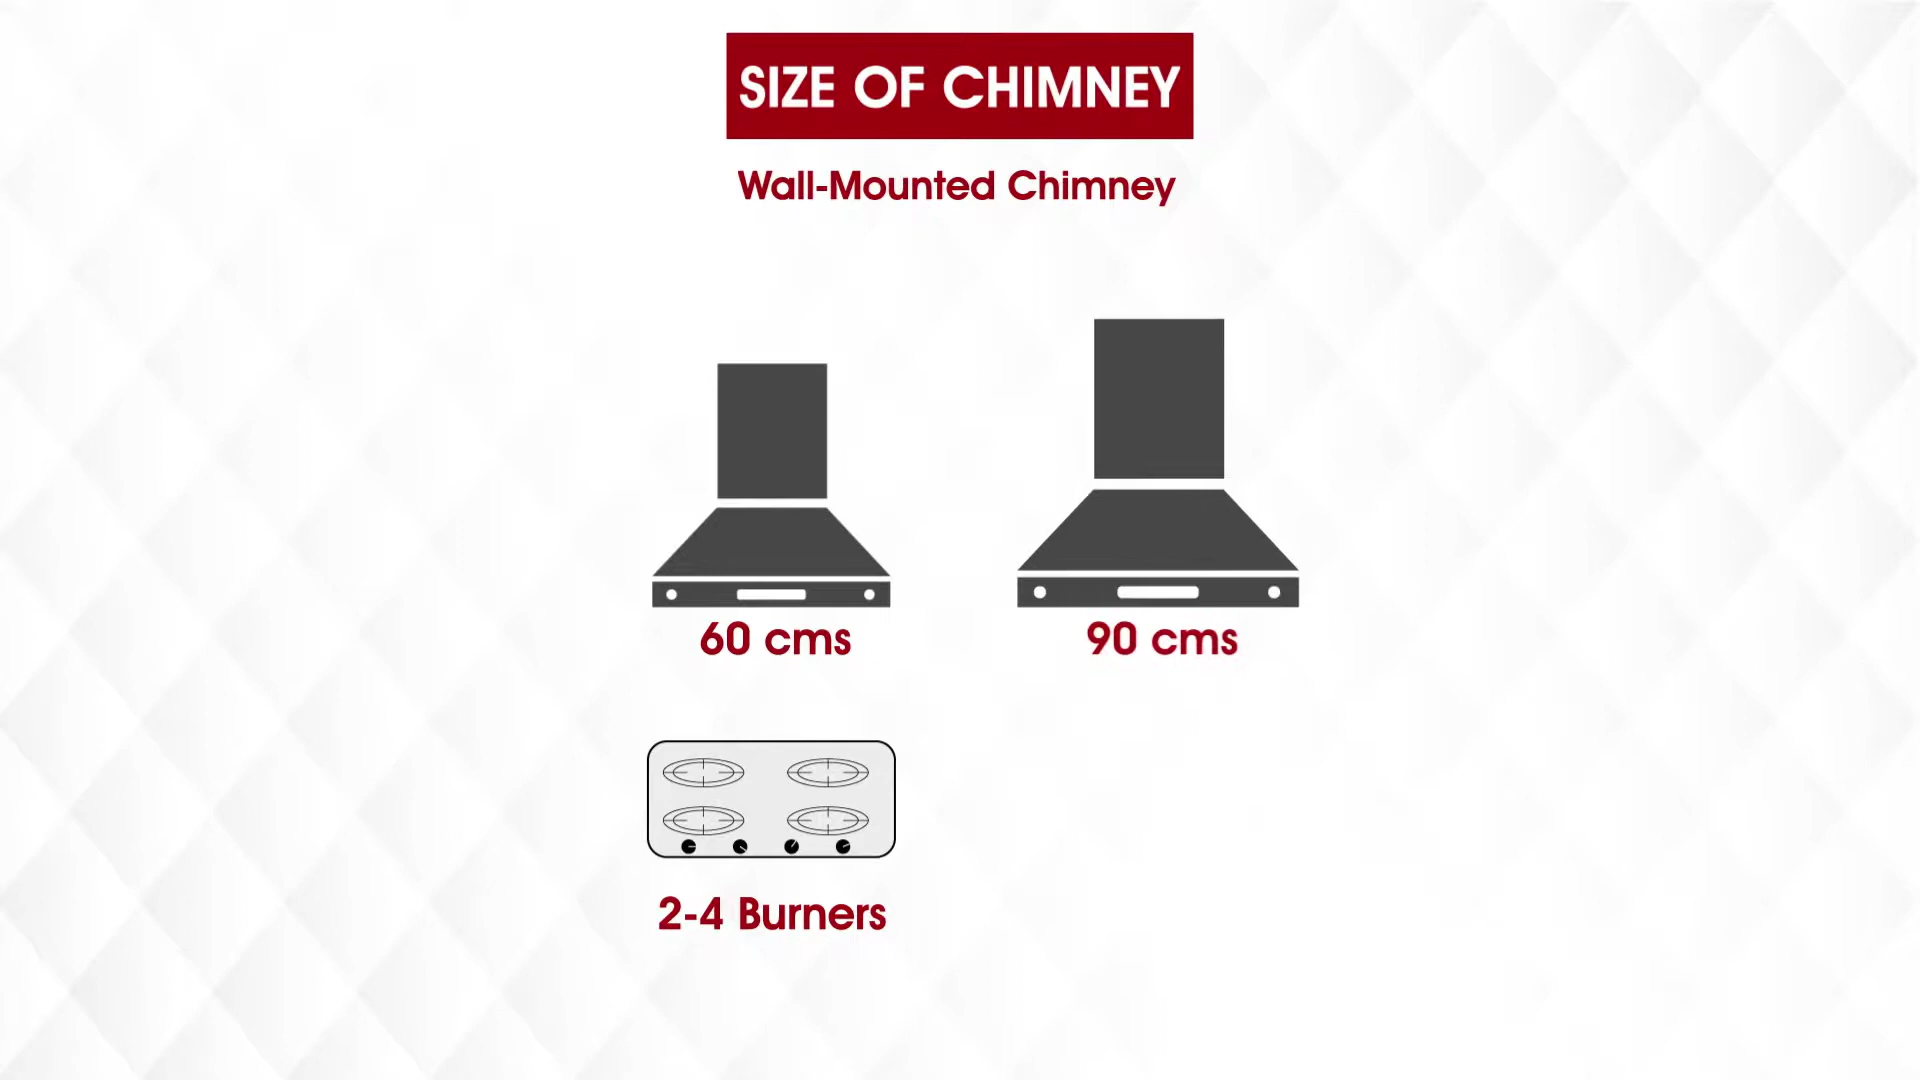 SIZE OF CHIMNEY
Wall-Mounted Chimney
60 cms
90 cms
2-4 Burners